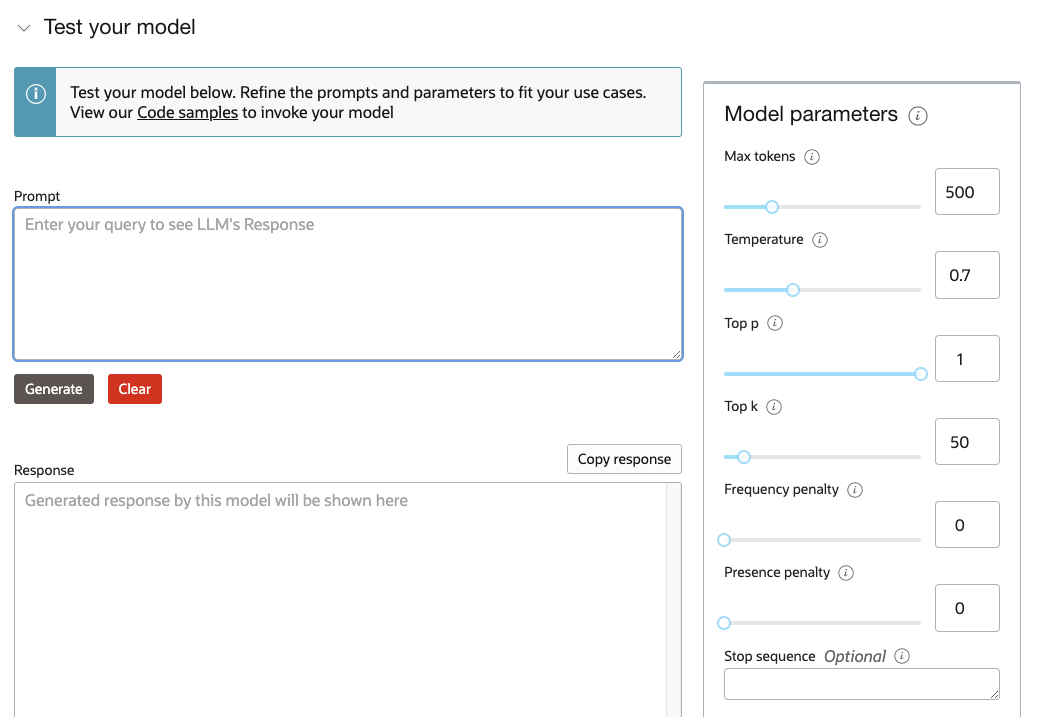 Test your model
Test your model below. Refine the prompts and parameters to fit your use cases.
View our Code samples to invoke your model
Prompt
Enter your query to see LLM's Response
Generate
Clear
Response
Copy response
Generated response by this model will be shown here
Model parameters
Max tokens
500
Temperature
0.7
Top p
1
Top k
50
Frequency penalty
0
Presence penalty
0
Stop sequence Optional